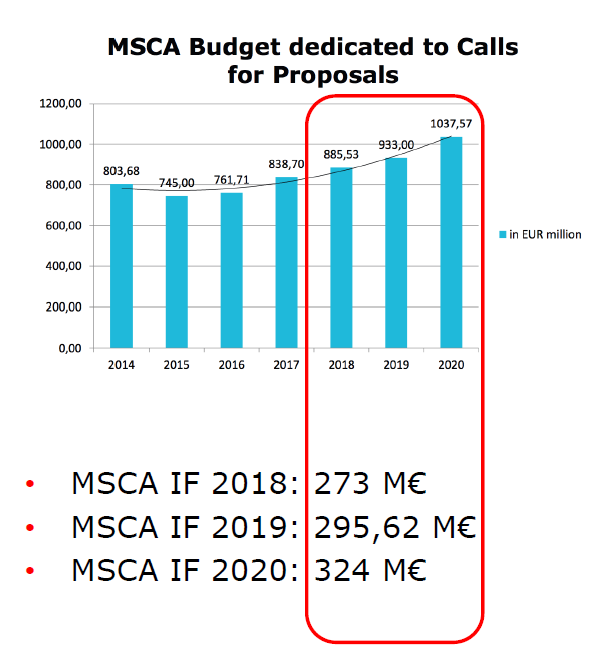 MSCA Budget dedicated to Calls
for Proposals
1200,00
1000,00
800,00
600,00
400,00
200,00
0,00
803,68
745,00
761,71
838,70
885,53
933,00
1037,57
2014 2015 2016 2017 2018 2019 2020
in EUR million
• MSCA IF 2018: 273 M€
• MSCA IF 2019: 295,62 M€
• MSCA IF 2020: 324 M€